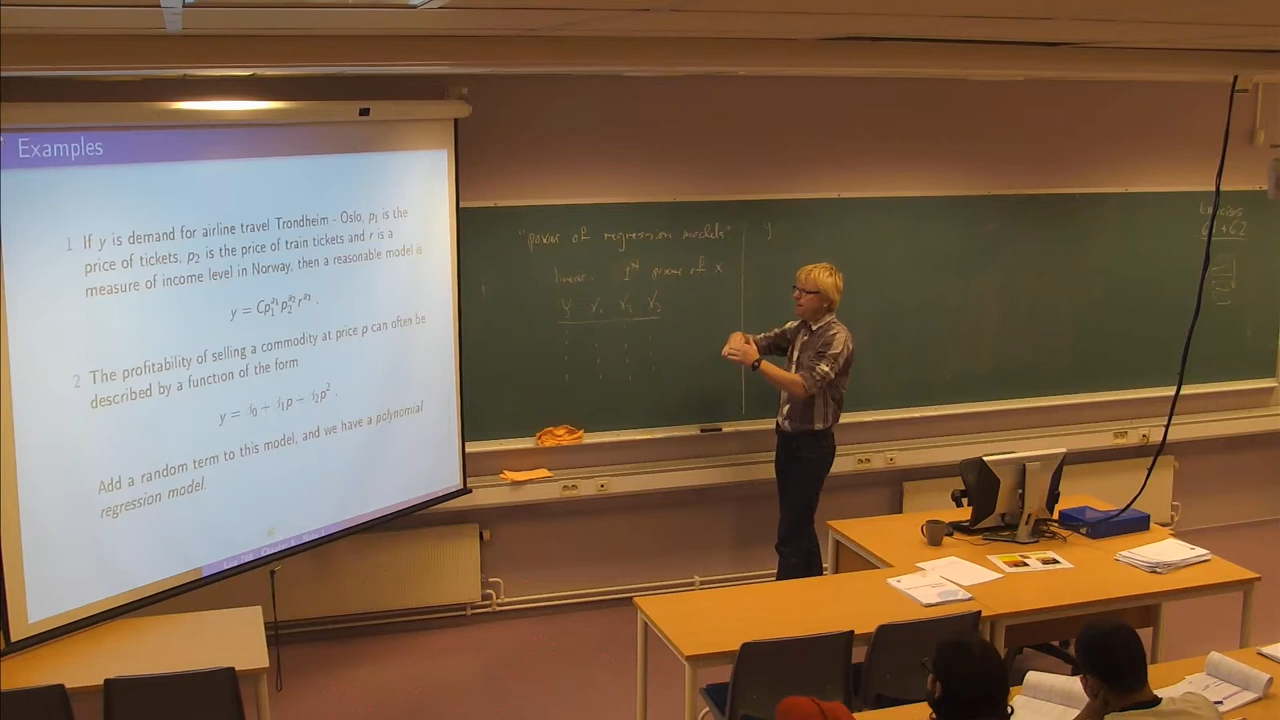 Examples
1 If y is demand for airline travel Trondheim - Oslo, p₁ is the
price of tickets, p₂ is the price of train tickets and r is a
measure of income level in Norway, then a reasonable model is
y = Cp₁^a₁ p₂^a₂ r^a₃ .
2 The profitability of selling a commodity at price p can often be
described by a function of the form
Add a random term to this model, and we have a polynomial
regression model.
"power of regression models"
y
linear: 1st power of x
y x₁ x₂ x₃
61 + 62